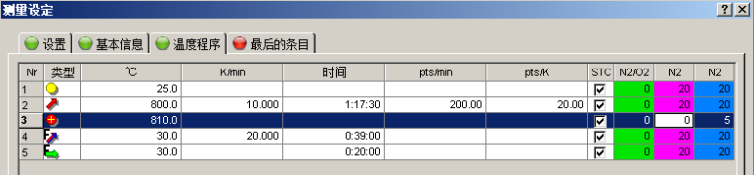 测量设定
设置 基本信息 温度程序 最后的条目
Nr 类型 ℃ K/min 时间 pts/min pts/K STC N2/O2 N2 N2
1 25.0 0 20 20
2 800.0 10.000 1:17:30 200.00 20.00 0 20 20
3 810.0 0 0 5
4 F 30.0 20.000 0:39:00 0 20 20
5 F 30.0 0:20:00 0 20 20